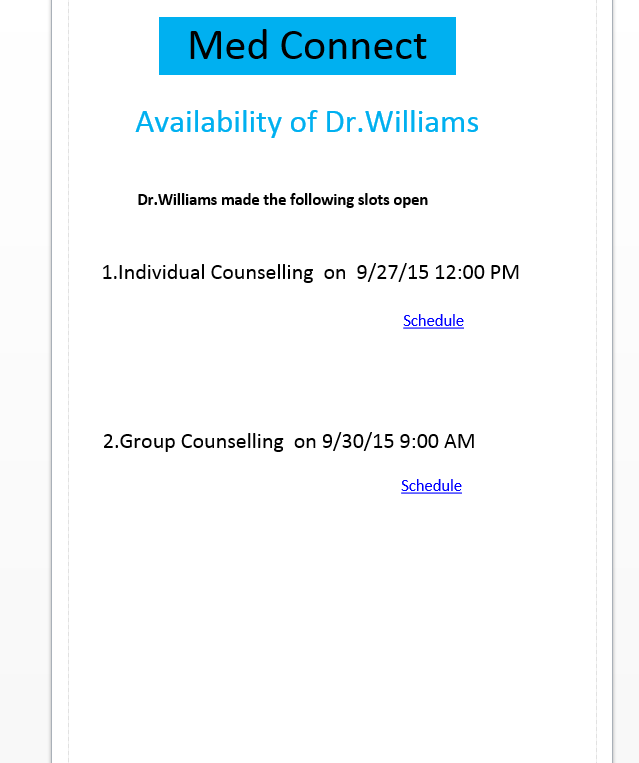 Med Connect
Availability of Dr.Williams
Dr.Williams made the following slots open
1.Individual Counselling  on  9/27/15 12:00 PM
Schedule
2.Group Counselling  on 9/30/15 9:00 AM
Schedule